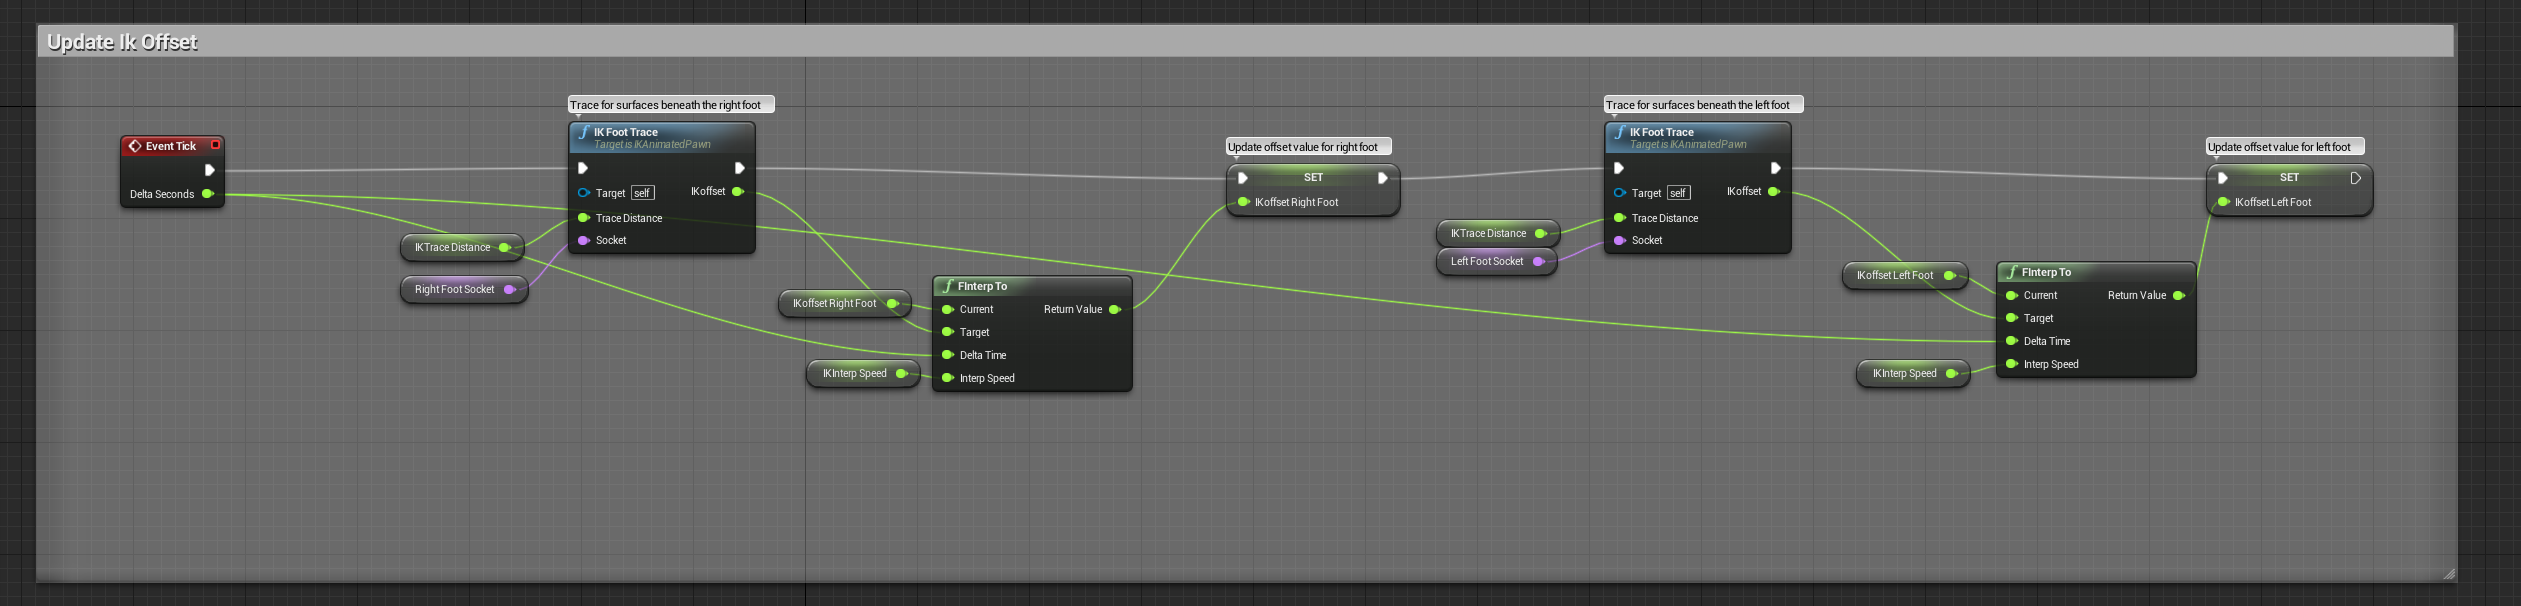 Update Ik Offset
Event Tick
Delta Seconds
IKTrace Distance
Right Foot Socket
Trace for surfaces beneath the right foot
IK Foot Trace
Target is IKAnimatedPawn
Target self
IKoffset
Trace Distance
Socket
IKoffset Right Foot
IKInterp Speed
FInterp To
Current
Return Value
Target
Delta Time
Interp Speed
Update offset value for right foot
SET
IKoffset Right Foot
IKTrace Distance
Left Foot Socket
Trace for surfaces beneath the left foot
IK Foot Trace
Target is IKAnimatedPawn
Target self
IKoffset
Trace Distance
Socket
IKoffset Left Foot
IKInterp Speed
FInterp To
Current
Return Value
Target
Delta Time
Interp Speed
Update offset value for left foot
SET
IKoffset Left Foot